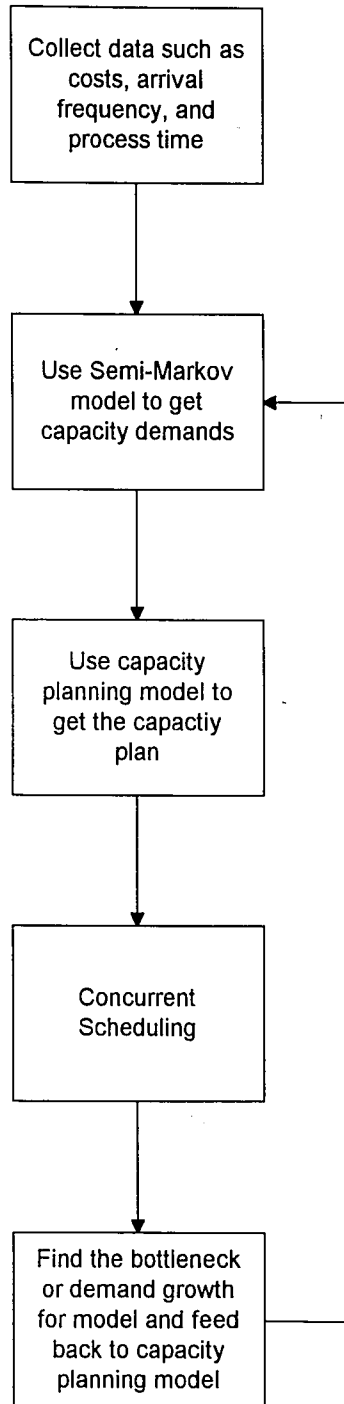 Collect data such as
costs, arrival
frequency, and
process time
Use Semi-Markov
model to get
capacity demands
Use capacity
planning model to
get the capactiy
plan
Concurrent
Scheduling
Find the bottleneck
or demand growth
for model and feed
back to capacity
planning model